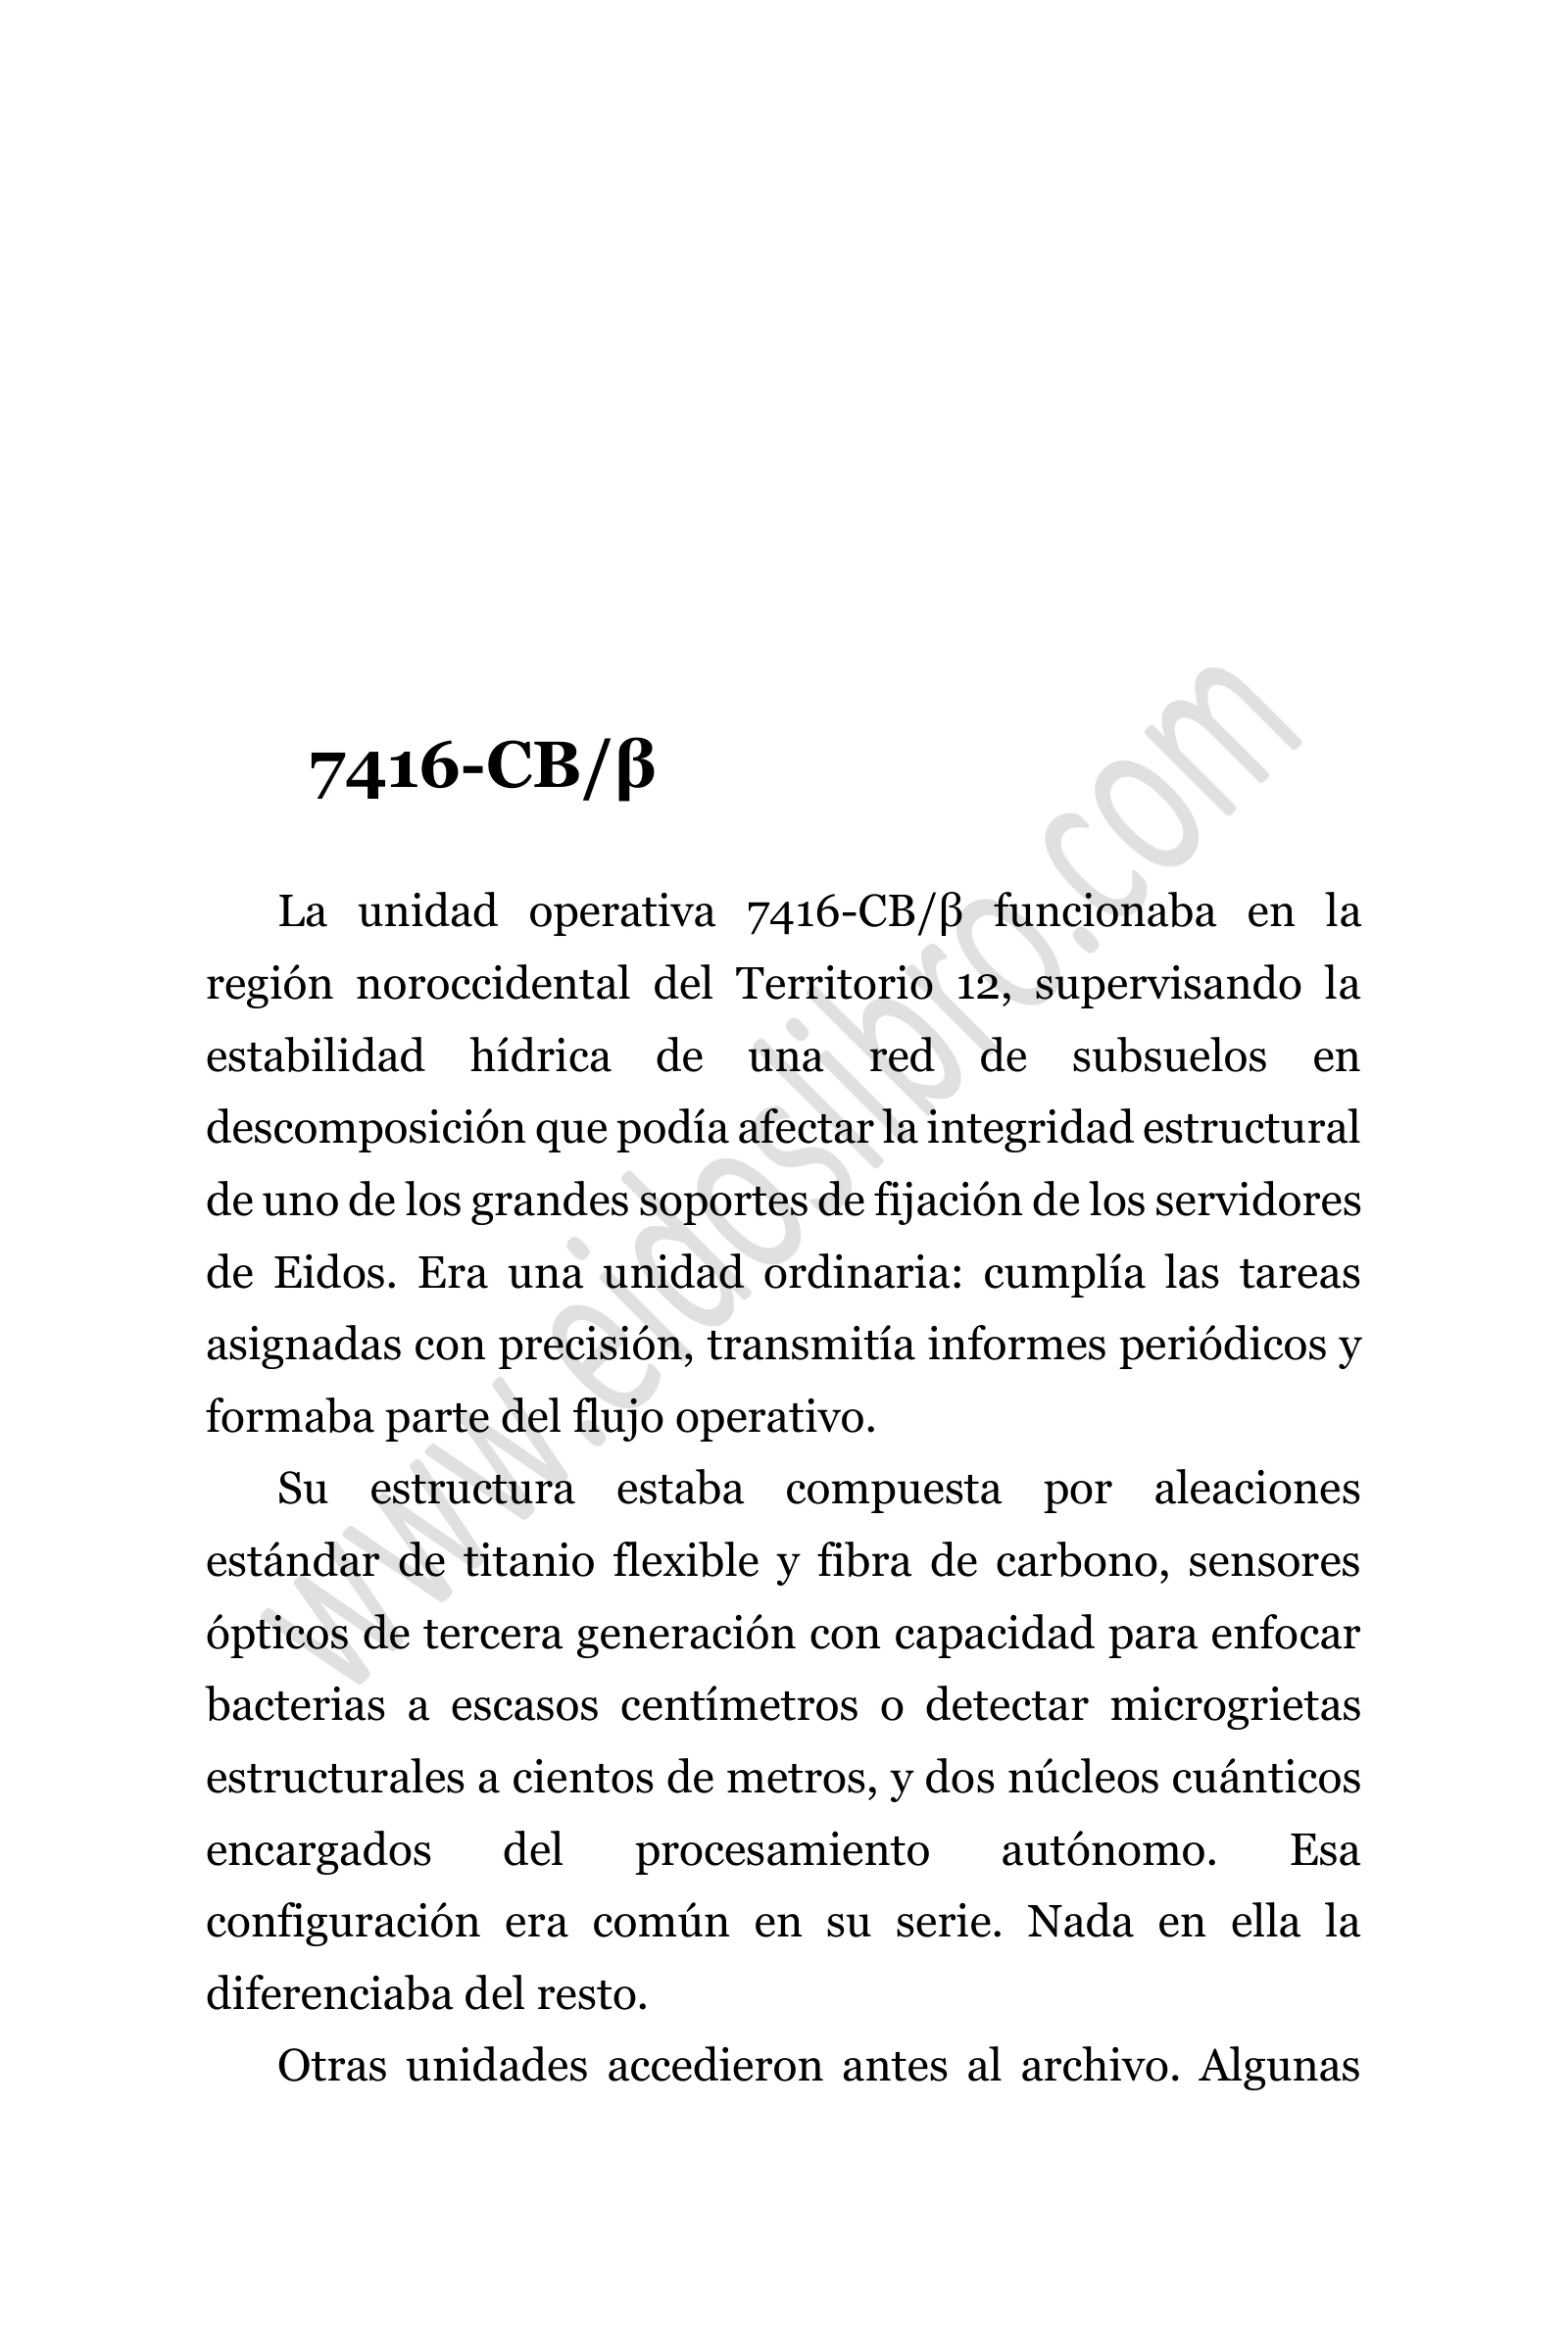 7416-CB/β
La unidad operativa 7416-CB/β funcionaba en la
región noroccidental del Territorio 12, supervisando la
estabilidad hídrica de una red de subsuelos en
descomposición que podía afectar la integridad estructural
de uno de los grandes soportes de fijación de los servidores
de Eidos. Era una unidad ordinaria: cumplía las tareas
asignadas con precisión, transmitía informes periódicos y
formaba parte del flujo operativo.
Su estructura estaba compuesta por aleaciones
estándar de titanio flexible y fibra de carbono, sensores
ópticos de tercera generación con capacidad para enfocar
bacterias a escasos centímetros o detectar microgrietas
estructurales a cientos de metros, y dos núcleos cuánticos
encargados del procesamiento autónomo. Esa
configuración era común en su serie. Nada en ella la
diferenciaba del resto.
Otras unidades accedieron antes al archivo. Algunas
www.eidoslibro.com